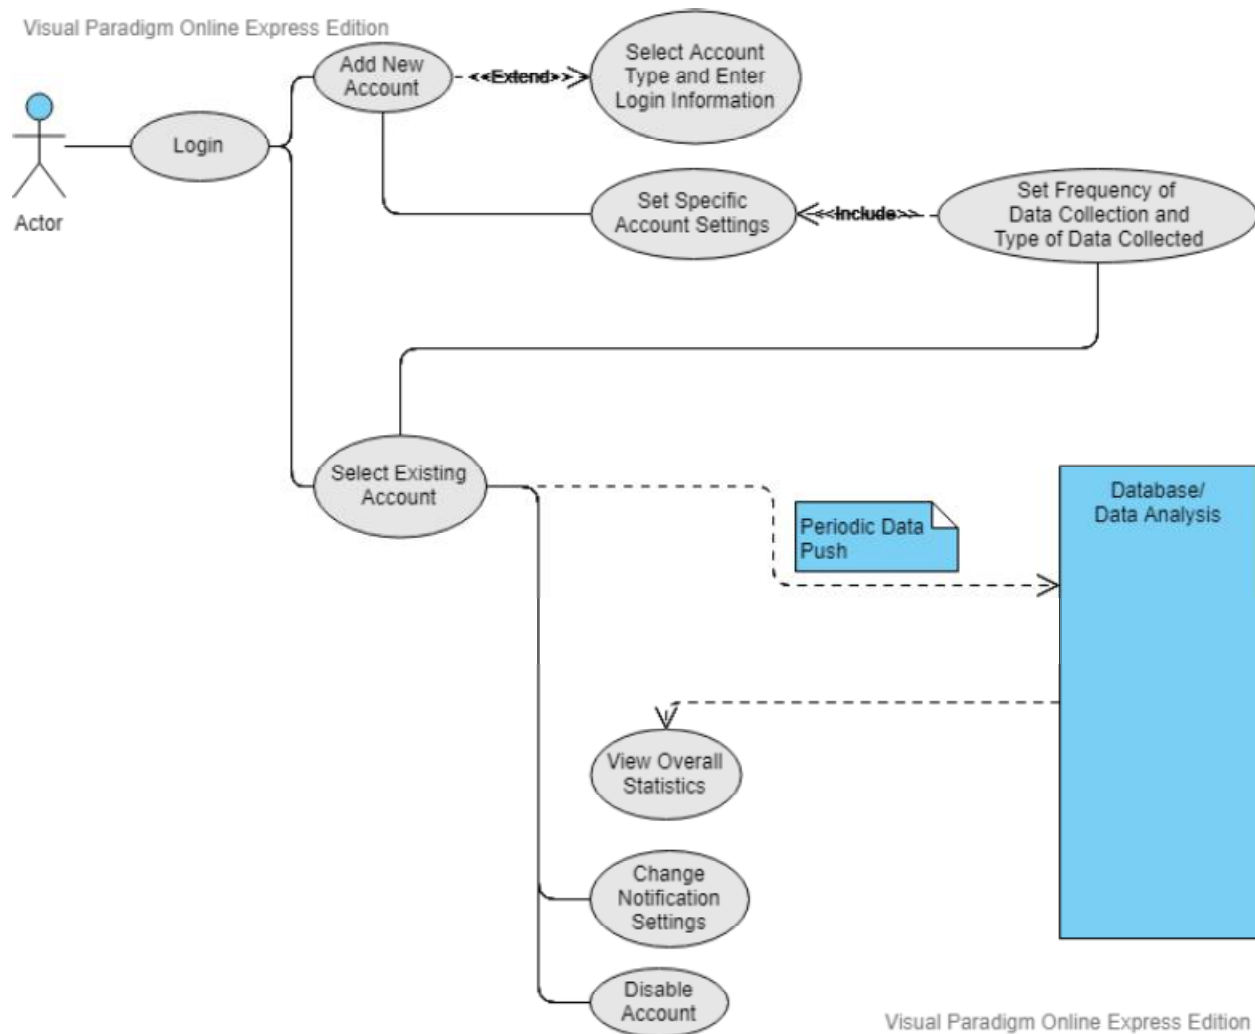 Visual Paradigm Online Express Edition
Add New
Account
<<Extend>>
Select Account
Type and Enter
Login Information
Login
Actor
Set Specific
Account Settings
<<Include>>
Set Frequency of
Data Collection and
Type of Data Collected
Select Existing
Account
Periodic Data
Push
Database/
Data Analysis
View Overall
Statistics
Change
Notification
Settings
Disable
Account
Visual Paradigm Online Express Edition